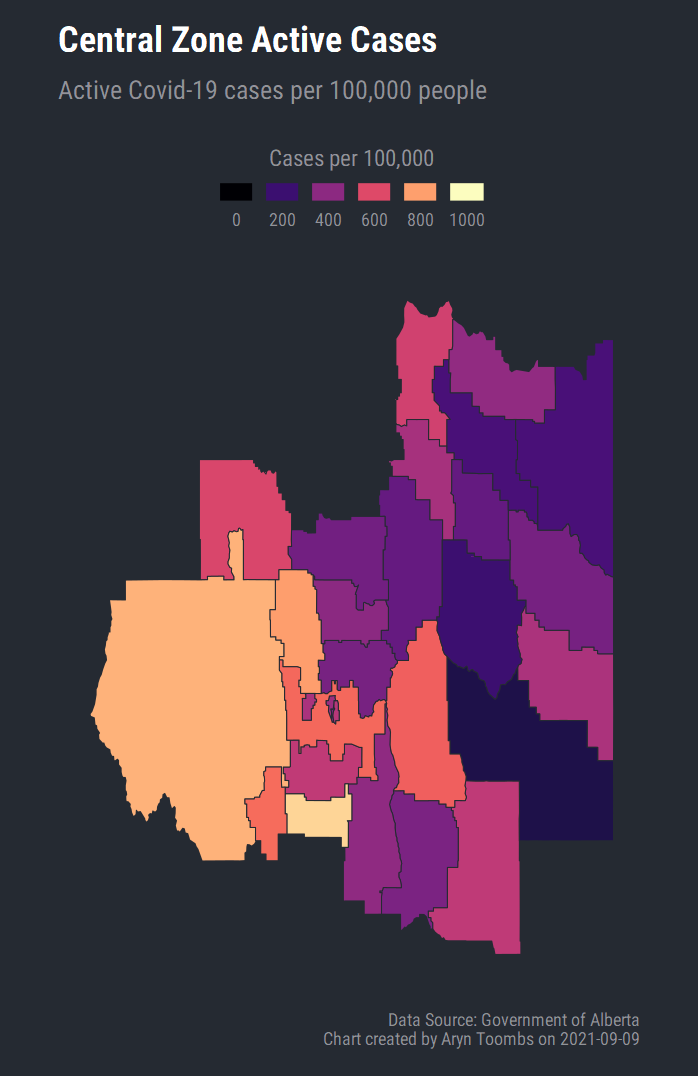 Central Zone Active Cases
Active Covid-19 cases per 100,000 people
Cases per 100,000
0 200 400 600 800 1000
Data Source: Government of Alberta
Chart created by Aryn Toombs on 2021-09-09